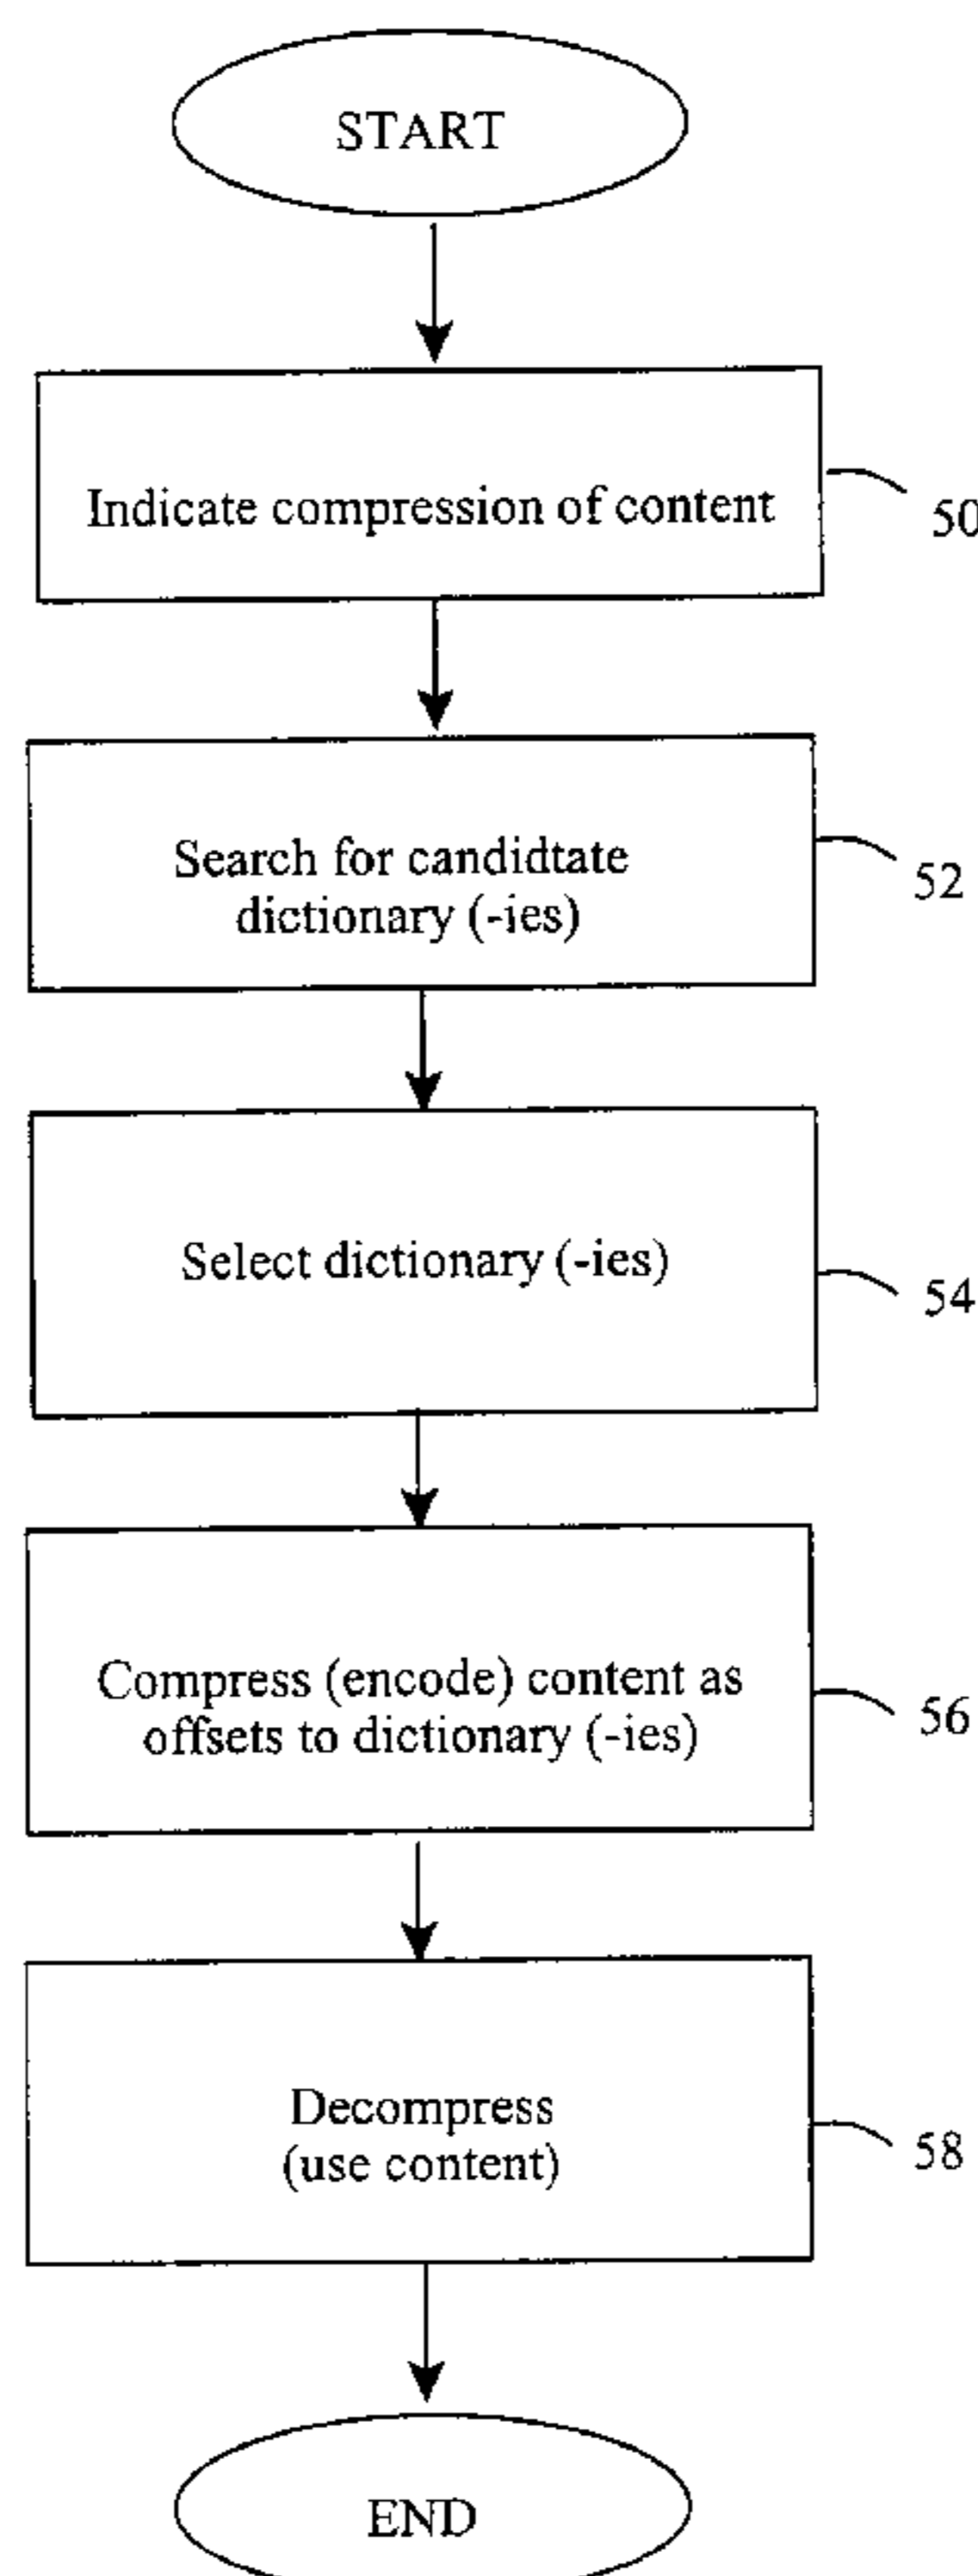 START
Indicate compression of content
50
Search for candidtate
dictionary (-ies)
52
Select dictionary (-ies)
54
Compress (encode) content as
offsets to dictionary (-ies)
56
Decompress
(use content)
58
END